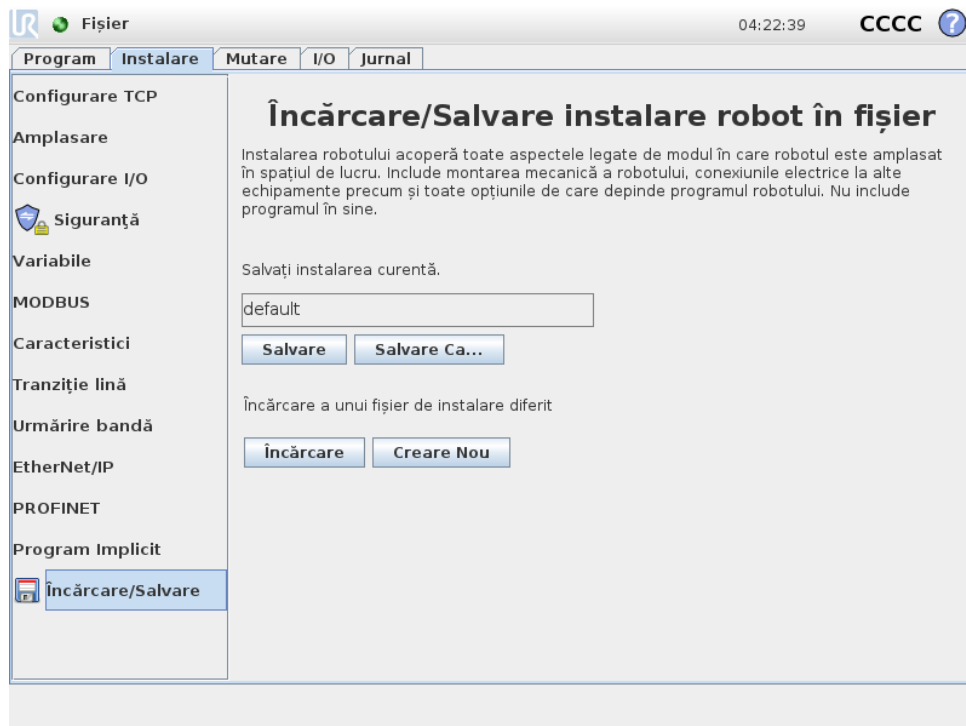 UR Fișier 04:22:39 CCCC ?
Program Instalare Mutare I/O Jurnal
Configurare TCP
Amplasare
Configurare I/O
Siguranță
Variabile
MODBUS
Caracteristici
Tranziție lină
Urmărire bandă
EtherNet/IP
PROFINET
Program Implicit
Încărcare/Salvare
Încărcare/Salvare instalare robot în fișier
Instalarea robotului acoperă toate aspectele legate de modul în care robotul este amplasat
în spațiul de lucru. Include montarea mecanică a robotului, conexiunile electrice la alte
echipamente precum și toate opțiunile de care depinde programul robotului. Nu include
programul în sine.
Salvați instalarea curentă.
default
Salvare Salvare Ca...
Încărcare a unui fișier de instalare diferit
Încărcare Creare Nou